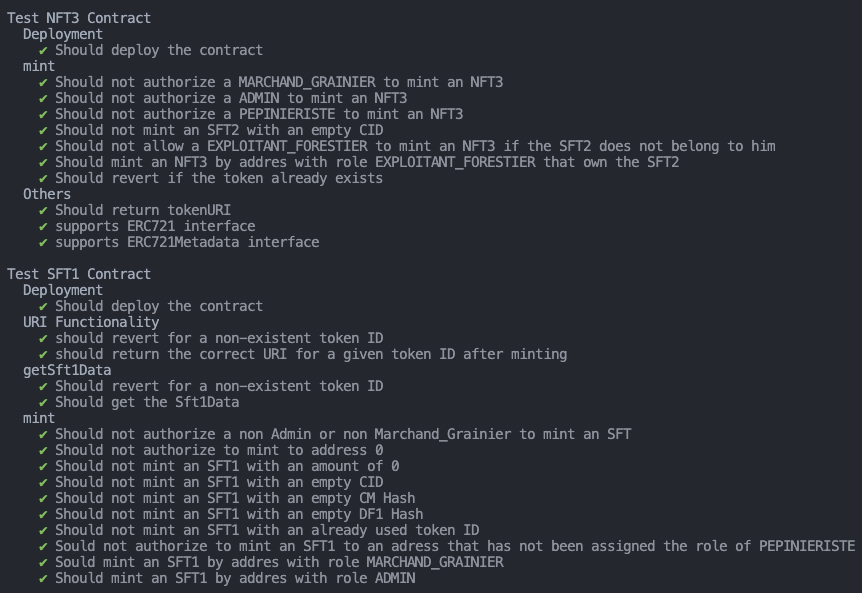 Test NFT3 Contract
Deployment
✔ Should deploy the contract
mint
✔ Should not authorize a MARCHAND_GRAINIER to mint an NFT3
✔ Should not authorize a ADMIN to mint an NFT3
✔ Should not authorize a PEPINIERISTE to mint an NFT3
✔ Should not mint an SFT2 with an empty CID
✔ Should not allow a EXPLOITANT_FORESTIER to mint an NFT3 if the SFT2 does not belong to him
✔ Should mint an NFT3 by addres with role EXPLOITANT_FORESTIER that own the SFT2
✔ Should revert if the token already exists
Others
✔ Should return tokenURI
✔ supports ERC721 interface
✔ supports ERC721Metadata interface
Test SFT1 Contract
Deployment
✔ Should deploy the contract
URI Functionality
✔ should revert for a non-existent token ID
✔ should return the correct URI for a given token ID after minting
getSft1Data
✔ Should revert for a non-existent token ID
✔ Should get the Sft1Data
mint
✔ Should not authorize a non Admin or non Marchand_Grainier to mint an SFT
✔ Should not authorize to mint to address 0
✔ Should not mint an SFT1 with an amount of 0
✔ Should not mint an SFT1 with an empty CID
✔ Should not mint an SFT1 with an empty CM Hash
✔ Should not mint an SFT1 with an empty DF1 Hash
✔ Should not mint an SFT1 with an already used token ID
✔ Sould not authorize to mint an SFT1 to an adress that has not been assigned the role of PEPINIERISTE
✔ Sould mint an SFT1 by addres with role MARCHAND_GRAINIER
✔ Should mint an SFT1 by addres with role ADMIN